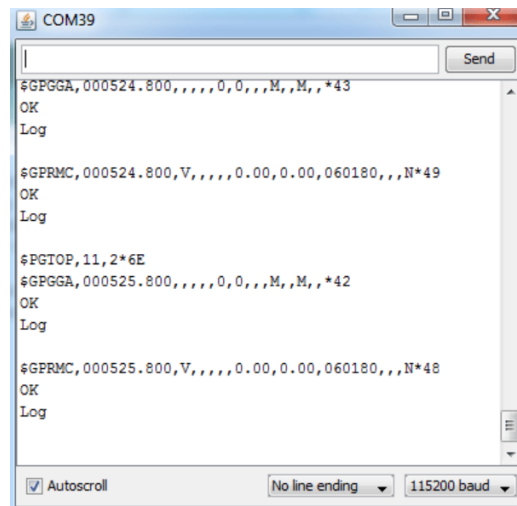 COM39
Send
$GPGGA,000524.800,,,,,0,0,,,M,,M,,*43
OK
Log
$GPRMC,000524.800,V,,,,,0.00,0.00,060180,,,N*49
OK
Log
$PGTOP,11,2*6E
$GPGGA,000525.800,,,,,0,0,,,M,,M,,*42
OK
Log
$GPRMC,000525.800,V,,,,,0.00,0.00,060180,,,N*48
OK
Log
Autoscroll
No line ending
115200 baud